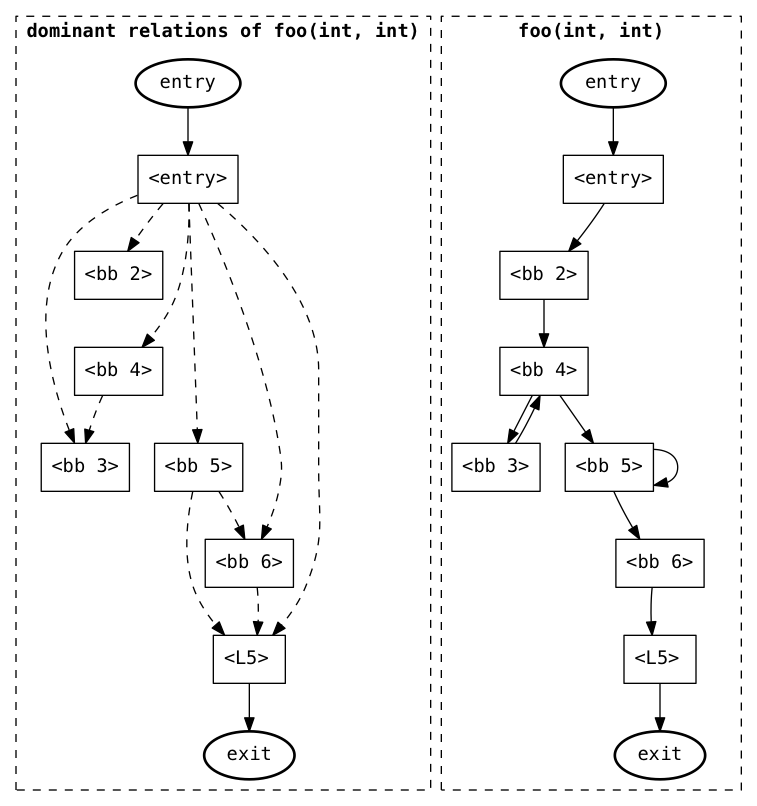 dominant relations of foo(int, int)
entry
<entry>
<bb 2>
<bb 4>
<bb 3>
<bb 5>
<bb 6>
<L5>
exit
foo(int, int)
entry
<entry>
<bb 2>
<bb 4>
<bb 3>
<bb 5>
<bb 6>
<L5>
exit